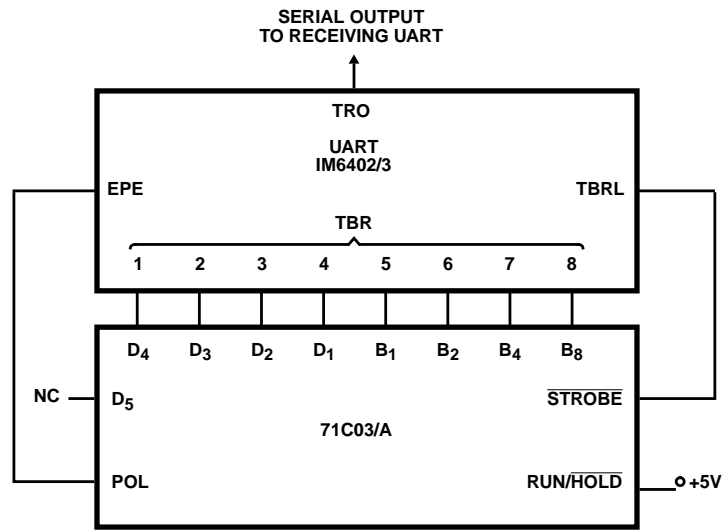 SERIAL OUTPUT
TO RECEIVING UART
TRO
UART
IM6402/3
EPE
TBRL
TBR
1 2 3 4 5 6 7 8
D4 D3 D2 D1 B1 B2 B4 B8
NC
D5
STROBE
71C03/A
POL
RUN/HOLD
+5V